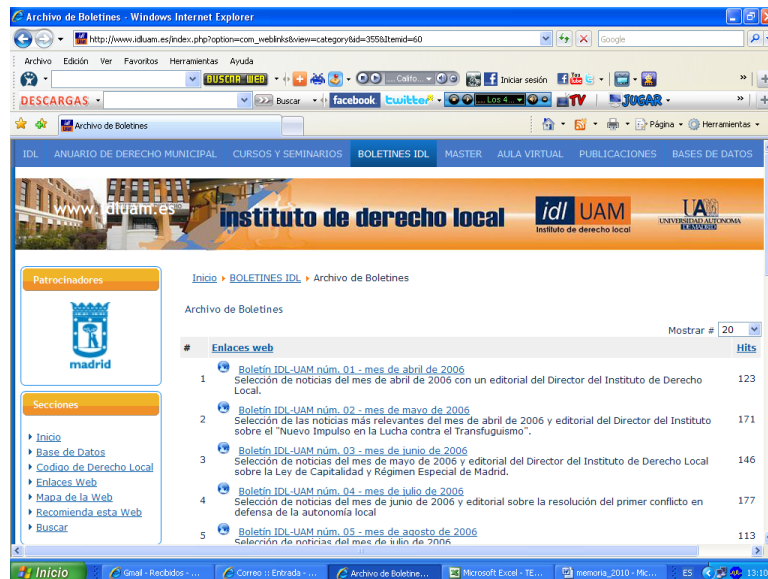 Archivo de Boletines - Windows Internet Explorer
http://www.idluam.es/index.php?option=com_weblinks&view=category&id=355&Itemid=60
Google
Archivo Edición Ver Favoritos Herramientas Ayuda
BUSCAR WEB
Iniciar sesión
DESCARGAS
Buscar
facebook
twitter
TV
JUGAR
Archivo de Boletines
Página
Herramientas
IDL ANUARIO DE DERECHO MUNICIPAL CURSOS Y SEMINARIOS BOLETINES IDL MASTER AULA VIRTUAL PUBLICACIONES BASES DE DATOS
www.idluam.es
instituto de derecho local
idl UAM
Instituto de derecho local
UAM
UNIVERSIDAD AUTONOMA
DE MADRID
Patrocinadores
madrid
Secciones
Inicio
Base de Datos
Codigo de Derecho Local
Enlaces Web
Mapa de la Web
Recomienda esta Web
Buscar
Inicio BOLETINES IDL Archivo de Boletines
Archivo de Boletines
Mostrar # 20
# Enlaces web Hits
1 Boletín IDL-UAM núm. 01 - mes de abril de 2006
Selección de noticias del mes de abril de 2006 con un editorial del Director del Instituto de Derecho
Local. 123
2 Boletín IDL-UAM núm. 02 - mes de mayo de 2006
Selección de las noticias más relevantes del mes de abril de 2006 y editorial del Director del Instituto
sobre el "Nuevo Impulso en la Lucha contra el Transfuguismo". 171
3 Boletín IDL-UAM núm. 03 - mes de junio de 2006
Selección de noticias del mes de mayo de 2006 y editorial del Director del Instituto de Derecho Local
sobre la Ley de Capitalidad y Régimen Especial de Madrid. 146
4 Boletín IDL-UAM núm. 04 - mes de julio de 2006
Selección de noticias del mes de junio de 2006 y editorial sobre la resolución del primer conflicto en
defensa de la autonomía local 177
5 Boletín IDL-UAM núm. 05 - mes de agosto de 2006
Selección de noticias del mes de julio de 2006 113
Inicio
Gmail - Recibidos - ...
Correo :: Entrada - ...
Archivo de Boletine...
Microsoft Excel - TE...
memoria_2010 - Mic...
ES
13:10